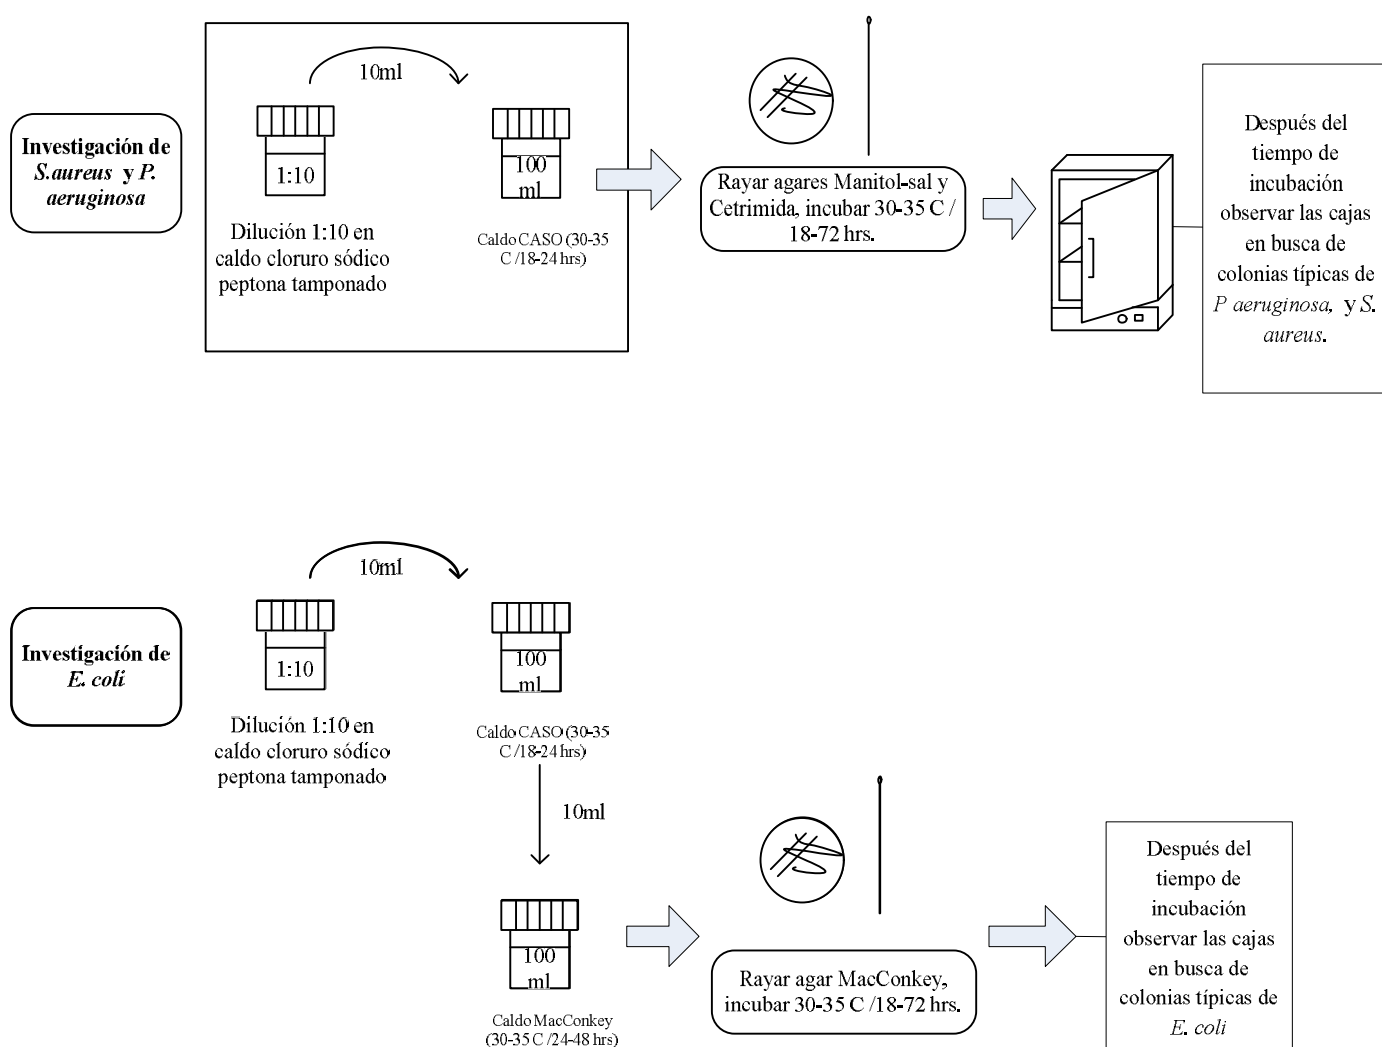 10ml
Investigación de
S.aureus y P.
aeruginosa
1:10
100
ml
Dilución 1:10 en
caldo cloruro sódico
peptona tamponado
Caldo CASO (30-35
C /18-24 hrs)
Rayar agares Manitol-sal y
Cetrimida, incubar 30-35 C /
18-72 hrs.
Después del
tiempo de
incubación
observar las cajas
en busca de
colonias típicas de
P aeruginosa, y S.
aureus.
10ml
Investigación de
E. coli
1:10
100
ml
Dilución 1:10 en
caldo cloruro sódico
peptona tamponado
Caldo CASO (30-35
C /18-24 hrs)
10ml
100
ml
Caldo MacConkey
(30-35 C /24-48 hrs)
Rayar agar MacConkey,
incubar 30-35 C /18-72 hrs.
Después del
tiempo de
incubación
observar las cajas
en busca de
colonias típicas de
E. coli